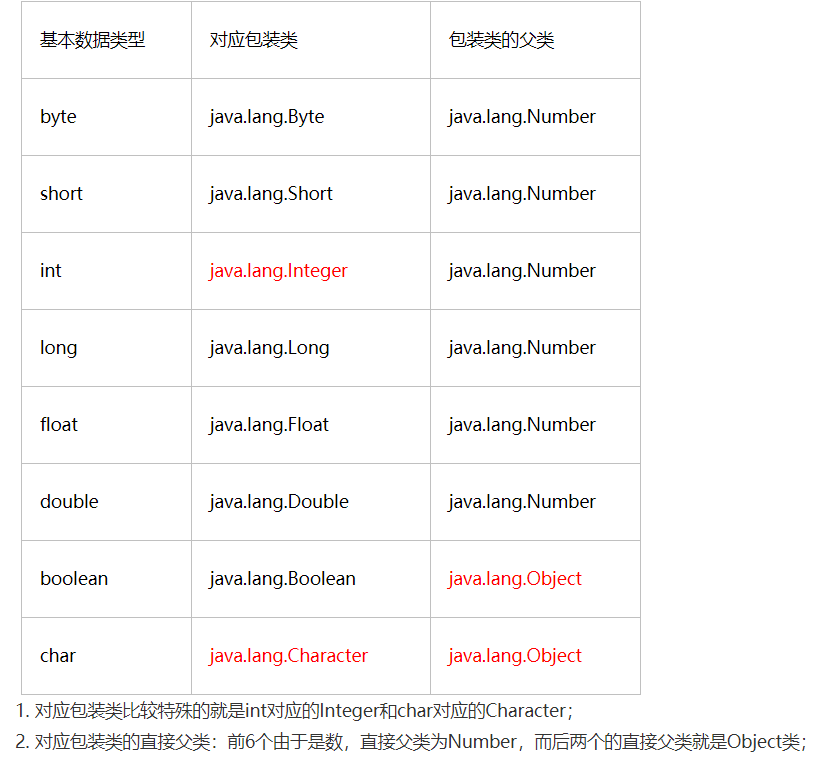 基本数据类型 对应包装类 包装类的父类
byte java.lang.Byte java.lang.Number
short java.lang.Short java.lang.Number
int java.lang.Integer java.lang.Number
long java.lang.Long java.lang.Number
float java.lang.Float java.lang.Number
double java.lang.Double java.lang.Number
boolean java.lang.Boolean java.lang.Object
char java.lang.Character java.lang.Object
1. 对应包装类比较特殊的就是int对应的Integer和char对应的Character；
2. 对应包装类的直接父类：前6个由于是数，直接父类为Number，而后两个的直接父类就是Object类；